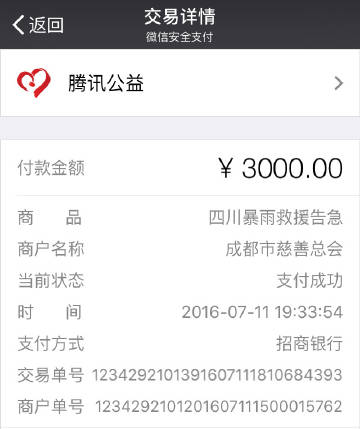 返回
交易详情
微信安全支付
腾讯公益
付款金额 ¥ 3000.00
商 品 四川暴雨救援告急
商户名称 成都市慈善总会
当前状态 支付成功
时 间 2016-07-11 19:33:54
支付方式 招商银行
交易单号 1234292101391607111810684393
商户单号 1234292101201607111500015762